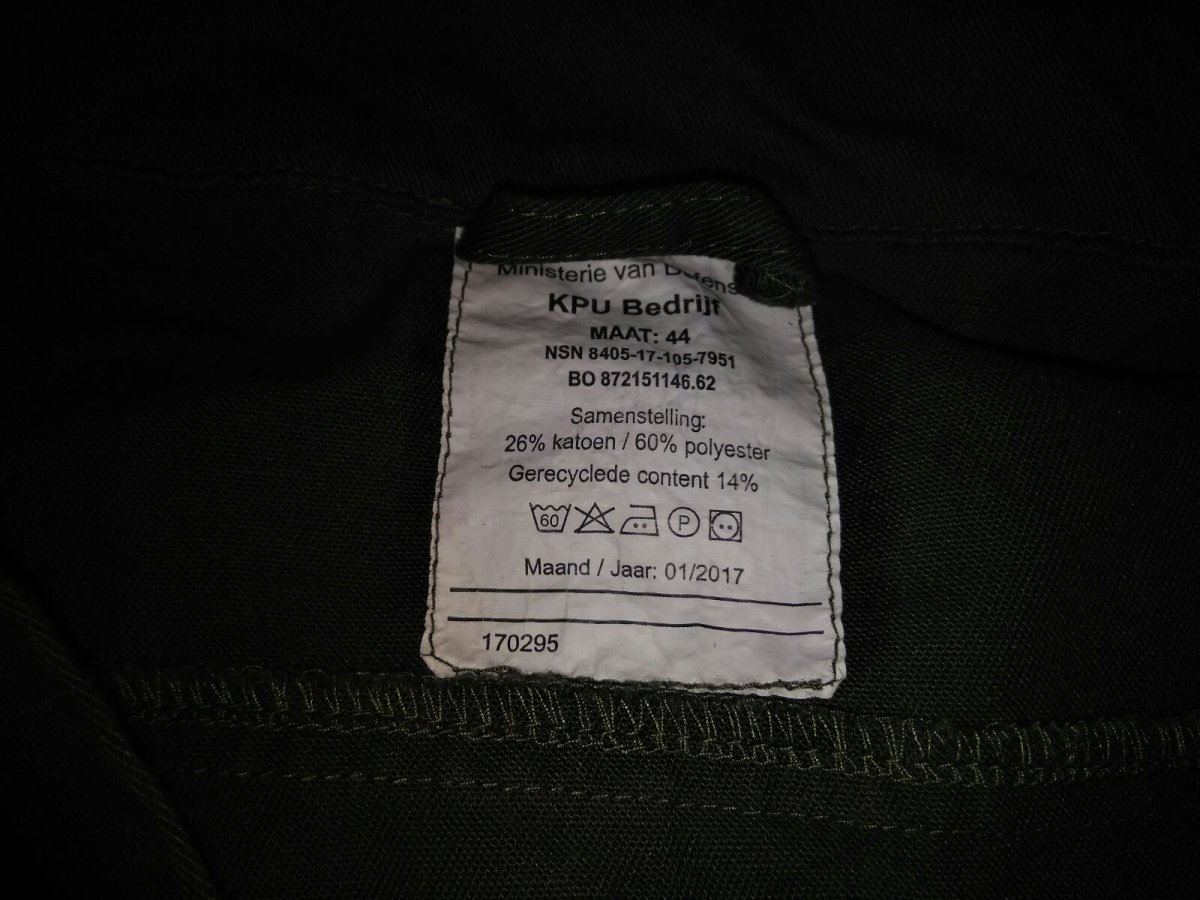 Ministerie van Defens
KPU Bedrijf
MAAT: 44
NSN 8405-17-105-7951
BO 872151146.62
Samenstelling:
26% katoen / 60% polyester
Gerecyclede content 14%
60 P
Maand / Jaar: 01/2017
170295